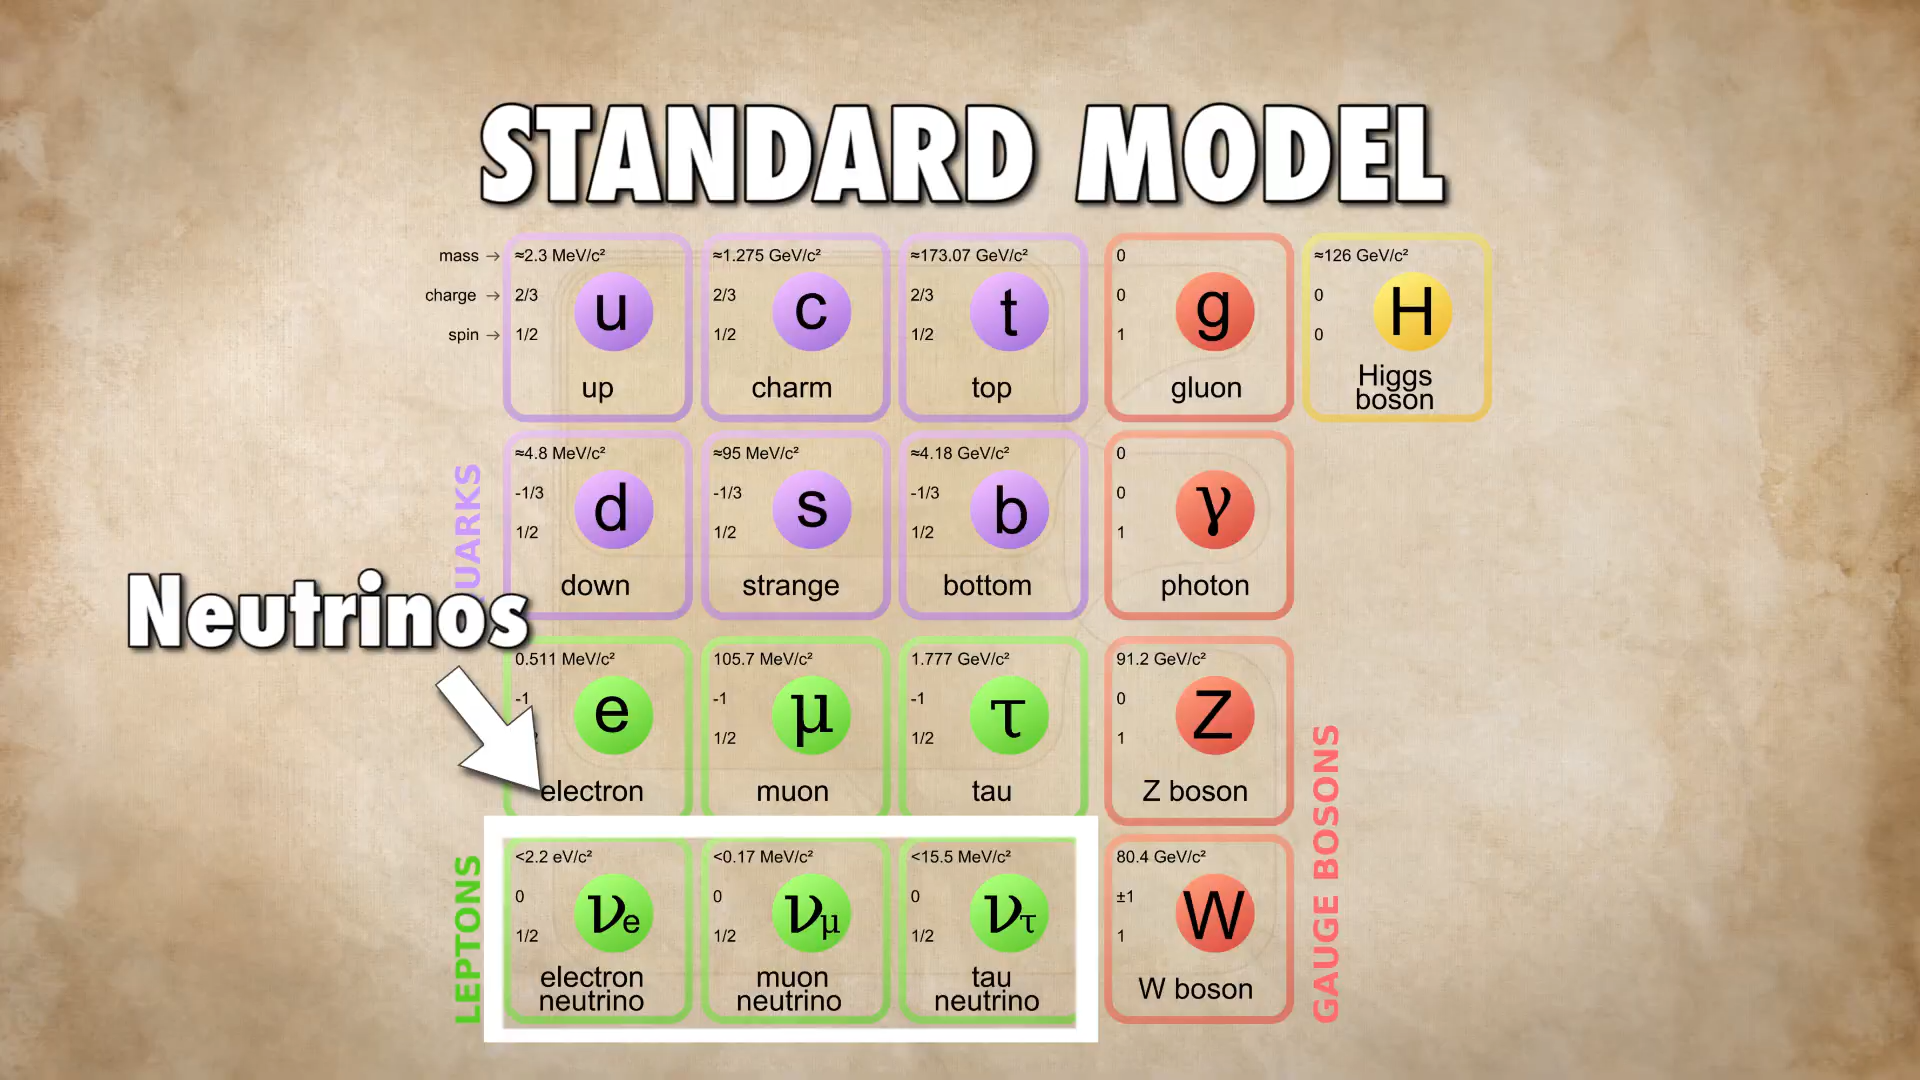 STANDARD MODEL
mass → ≈2.3 MeV/c² ≈1.275 GeV/c² ≈173.07 GeV/c² 0 ≈126 GeV/c²
charge → 2/3 2/3 2/3 0 0
spin → 1/2 1/2 1/2 1 0
u c t g H
up charm top gluon Higgs
boson
≈4.8 MeV/c² ≈95 MeV/c² ≈4.18 GeV/c² 0
-1/3 -1/3 -1/3 0
1/2 1/2 1/2 1
d s b γ
down strange bottom photon
Neutrinos
0.511 MeV/c² 105.7 MeV/c² 1.777 GeV/c² 91.2 GeV/c²
-1 -1 -1 0
1/2 1/2 1
e μ τ Z
electron muon tau Z boson
<2.2 eV/c² <0.17 MeV/c² <15.5 MeV/c² 80.4 GeV/c²
0 0 0 ±1
1/2 1/2 1/2 1
νe νμ ντ W
electron muon tau W boson
neutrino neutrino neutrino
LEPTONS
GAUGE BOSONS